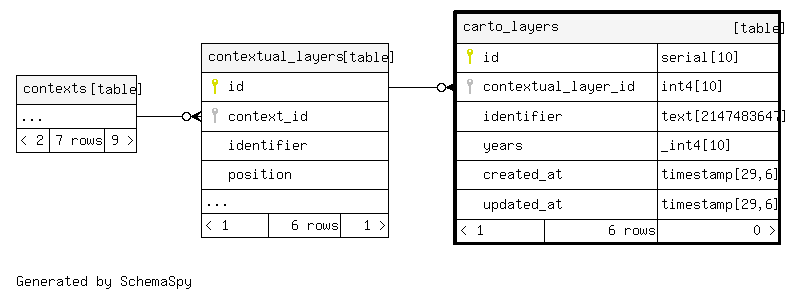 contexts [table]
...
< 2 7 rows 9 >
contextual_layers [table]
id
context_id
identifier
position
...
< 1 6 rows 1 >
carto_layers [table]
id serial[10]
contextual_layer_id int4[10]
identifier text[2147483647]
years _int4[10]
created_at timestamp[29,6]
updated_at timestamp[29,6]
< 1 6 rows 0 >
Generated by SchemaSpy